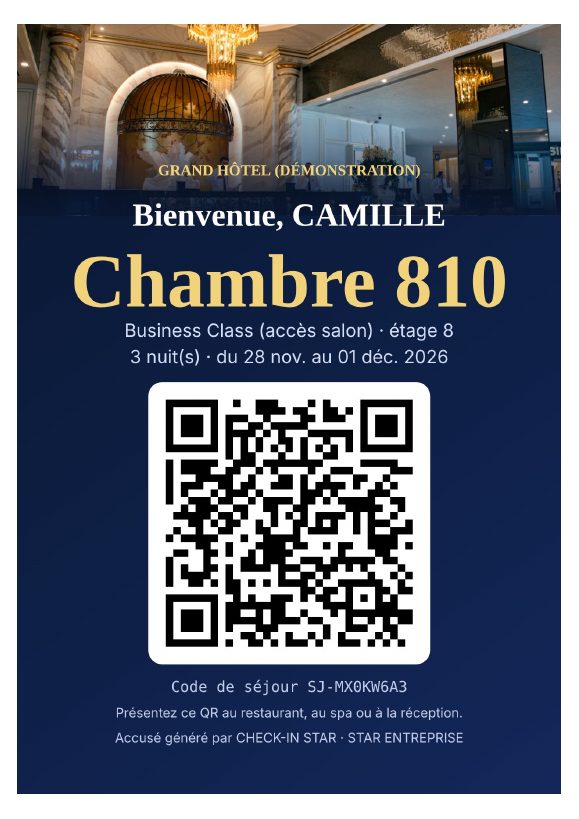 GRAND HÔTEL (DÉMONSTRATION)
Bienvenue, CAMILLE
Chambre 810
Business Class (accès salon) · étage 8
3 nuit(s) · du 28 nov. au 01 déc. 2026
Code de séjour SJ-MX0KW6A3
Présentez ce QR au restaurant, au spa ou à la réception.
Accusé généré par CHECK-IN STAR · STAR ENTREPRISE